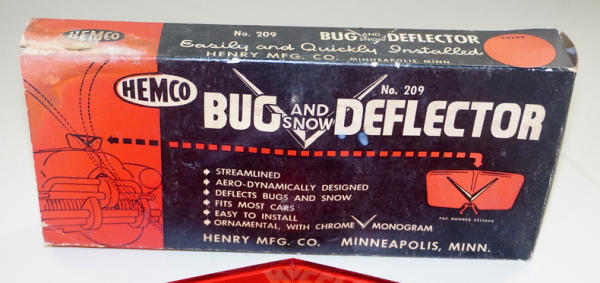 HEMCO
No. 209
BUG AND SNOW DEFLECTOR
Easily and Quickly Installed
HENRY MFG. CO. MINNEAPOLIS, MINN.
COLOR
HEMCO
No. 209
BUG AND SNOW DEFLECTOR
STREAMLINED
AERO-DYNAMICALLY DESIGNED
DEFLECTS BUGS AND SNOW
FITS MOST CARS
EASY TO INSTALL
ORNAMENTAL, WITH CHROME V MONOGRAM
PAT. NUMBER
HENRY MFG. CO. MINNEAPOLIS, MINN.